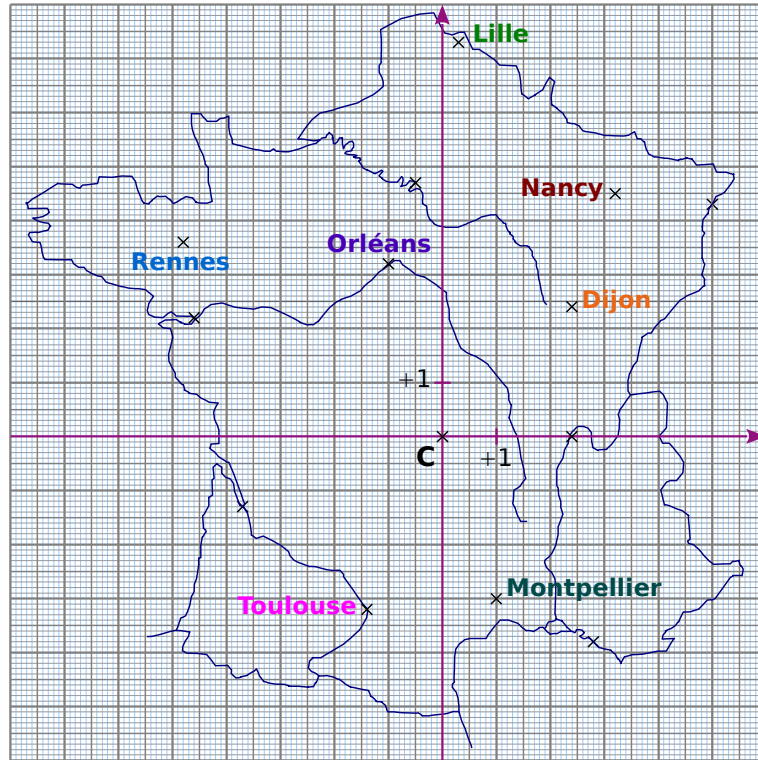 Lille
Nancy
Orléans
Rennes
Dijon
+1
C
+1
Montpellier
Toulouse